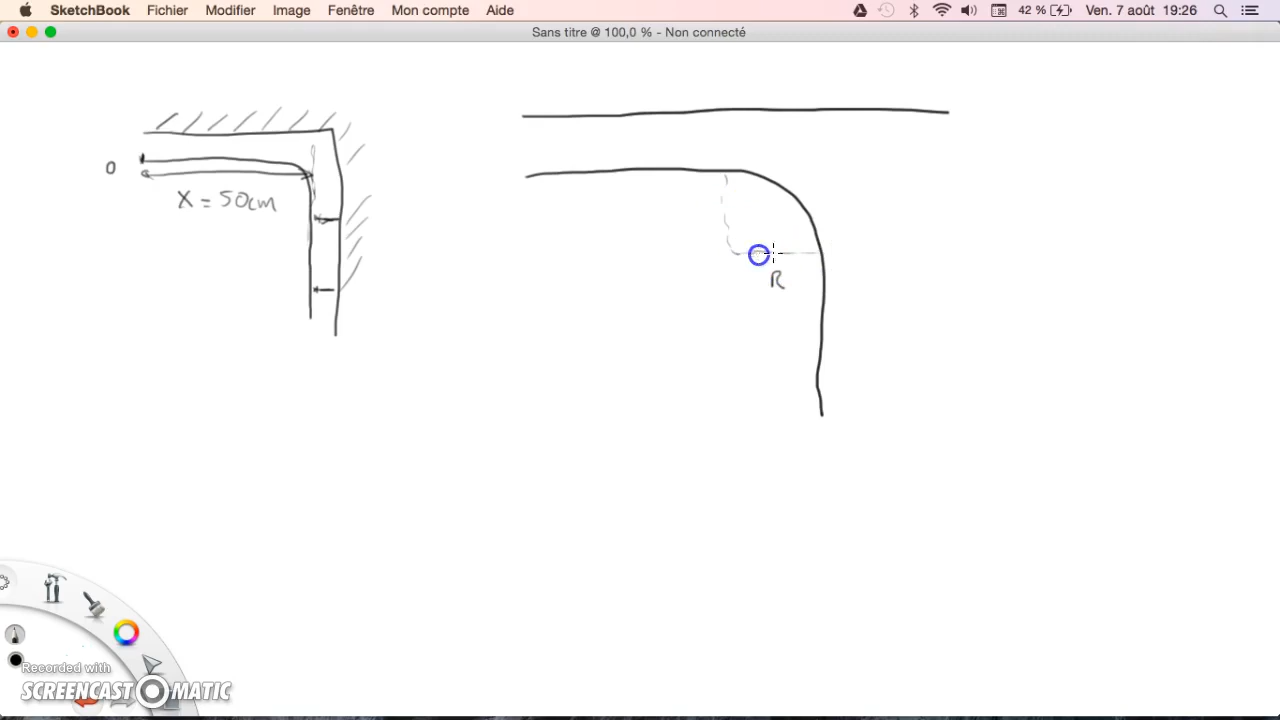 SketchBook Fichier Modifier Image Fenêtre Mon compte Aide 42 % Ven. 7 août 19:26
Sans titre @ 100,0 % - Non connecté
0
X = 50cm
R
Recorded with
SCREENCAST MATIC